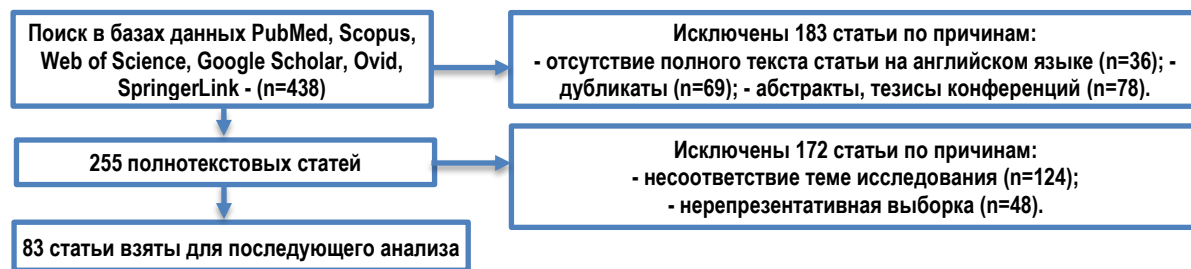 Поиск в базах данных PubMed, Scopus,
Web of Science, Google Scholar, Ovid,
SpringerLink - (n=438)
Исключены 183 статьи по причинам:
- отсутствие полного текста статьи на английском языке (n=36); -
дубликаты (n=69); - абстракты, тезисы конференций (n=78).
255 полнотекстовых статей
Исключены 172 статьи по причинам:
- несоответствие теме исследования (n=124);
- нерепрезентативная выборка (n=48).
83 статьи взяты для последующего анализа